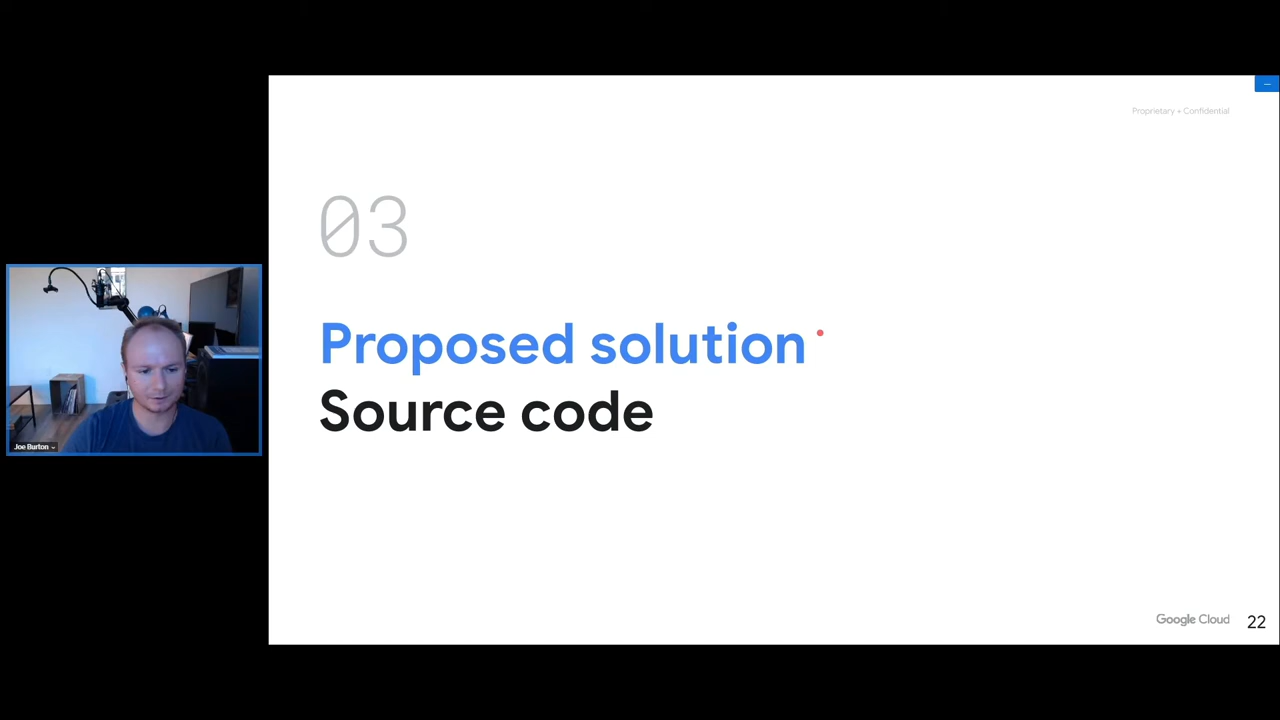 Proprietary + Confidential
03
Proposed solution
Source code
Joe Burton
Google Cloud
22